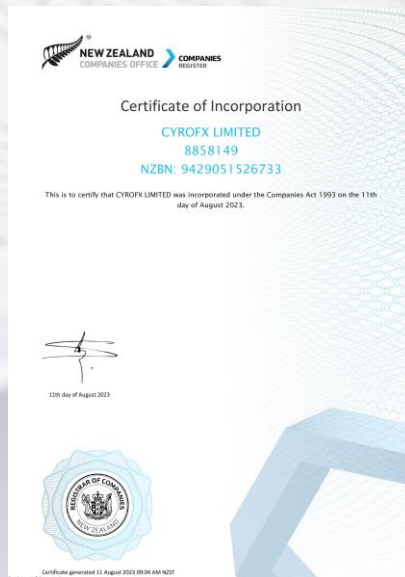 ®
NEW ZEALAND
COMPANIES OFFICE
COMPANIES
REGISTER
Certificate of Incorporation
CYROFX LIMITED
8858149
NZBN: 9429051526733
This is to certify that CYROFX LIMITED was incorporated under the Companies Act 1993 on the 11th
day of August 2023.
11th day of August 2023
REGISTRAR OF COMPANIES
NEW ZEALAND
Certificate generated 11 August 2023 09:04 AM NZST